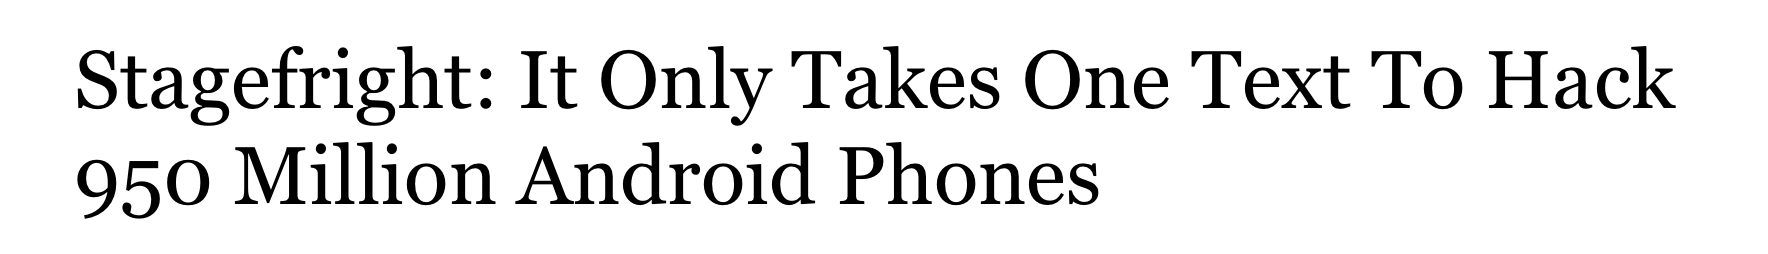 Stagefright: It Only Takes One Text To Hack
950 Million Android Phones